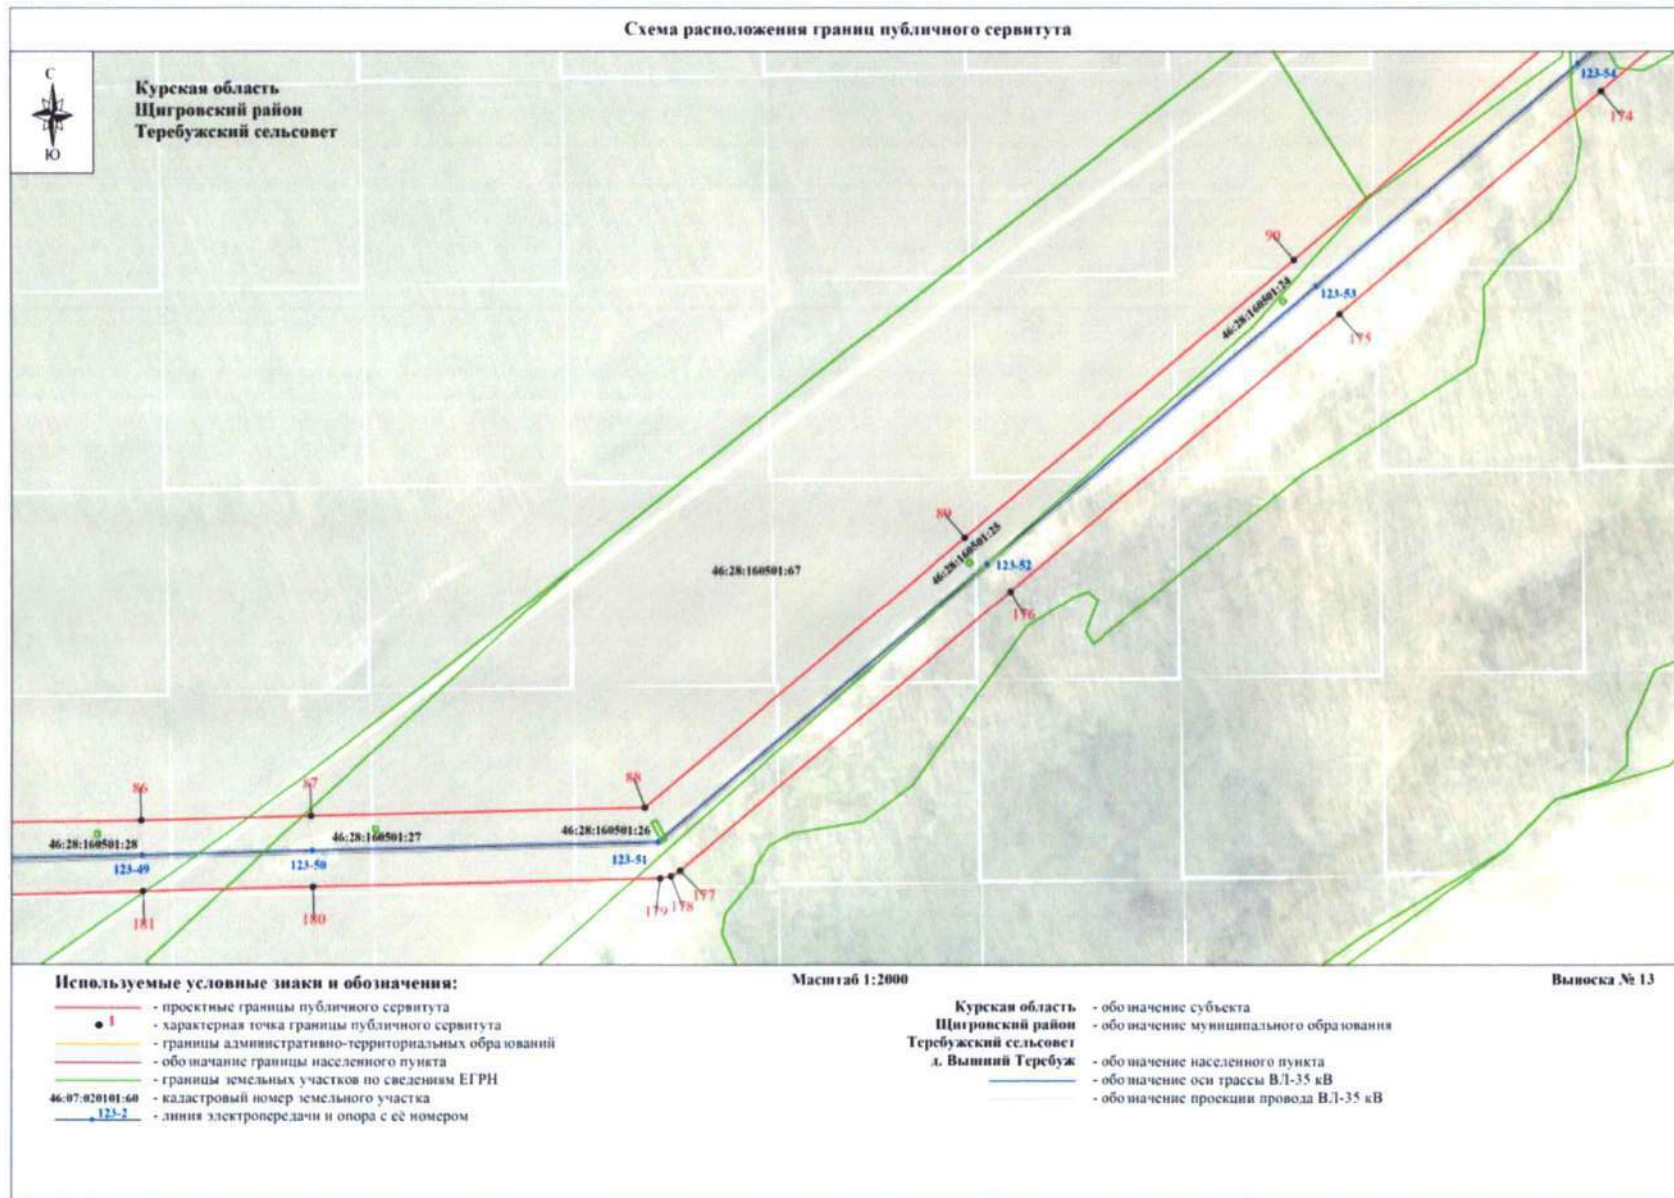 Схема расположения границ публичного сервитута
С
Ю
Курская область
Щигровский район
Теребужский сельсовет
123-54
174
90
46:28:160501:24
123-53
175
89
46:28:160501:25
123-52
176
46:28:160501:67
86
87
88
46:28:160501:28
46:28:160501:27
46:28:160501:26
123-49
123-50
123-51
181
180
179
178
177
Используемые условные знаки и обозначения:
Масштаб 1:2000
Выноска № 13
- проектные границы публичного сервитута
1 - характерная точка границы публичного сервитута
- границы административно-территориальных образований
- обозначание границы населенного пункта
- границы земельных участков по сведениям ЕГРН
46:07:020101:60 - кадастровый номер земельного участка
123-2 - линия электропередачи и опора с её номером
Курская область - обозначение субъекта
Щигровский район - обозначение муниципального образования
Теребужский сельсовет
д. Вышний Теребуж - обозначение населенного пункта
- обозначение оси трассы ВЛ-35 кВ
- обозначение проекции провода ВЛ-35 кВ